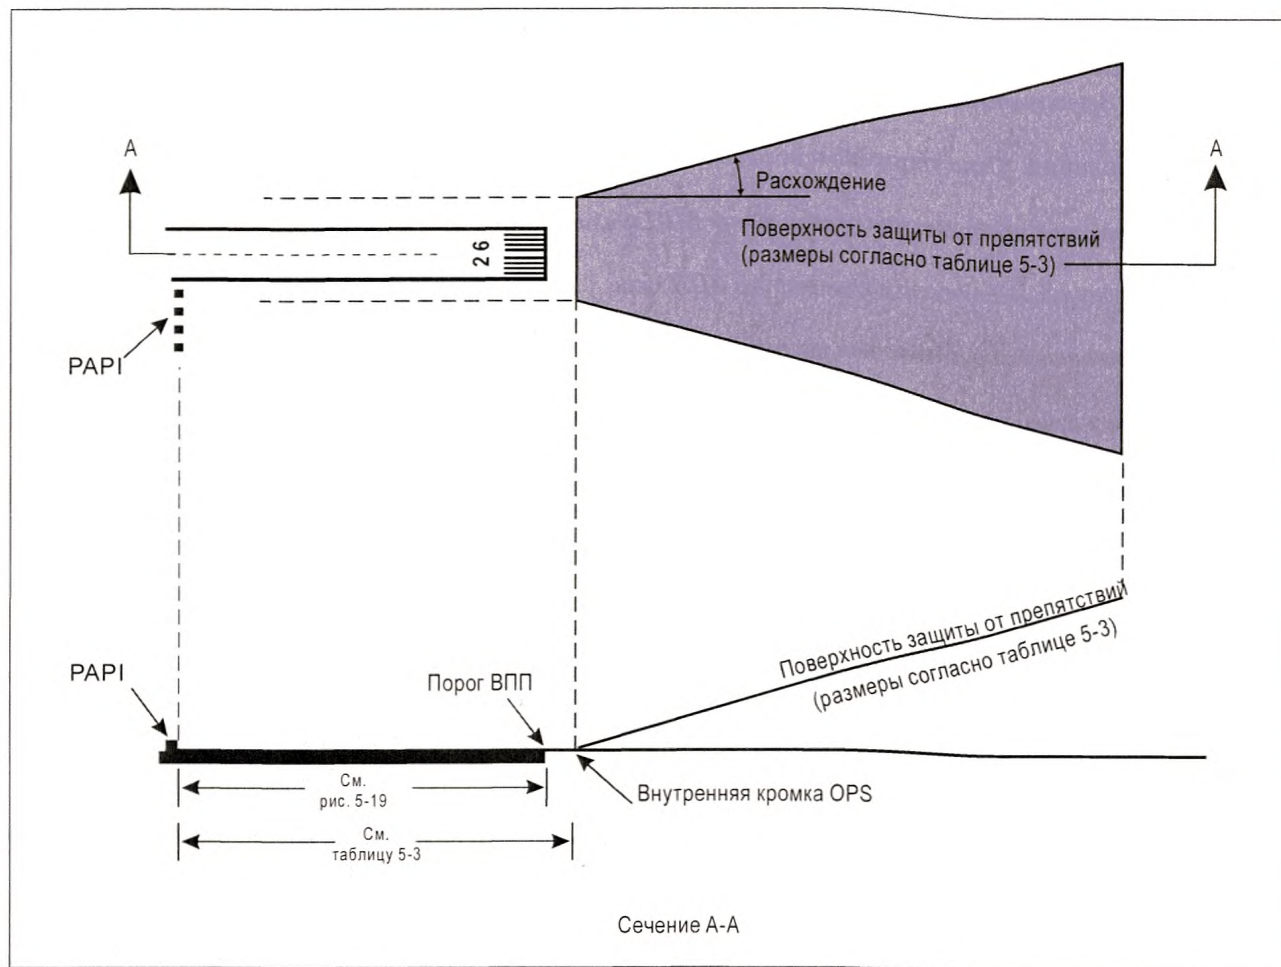 A
A
Расхождение
Поверхность защиты от препятствий
(размеры согласно таблице 5-3)
26
PAPI
Поверхность защиты от препятствий
(размеры согласно таблице 5-3)
PAPI
Порог ВПП
См.
рис. 5-19
Внутренняя кромка OPS
См.
таблицу 5-3
Сечение А-А